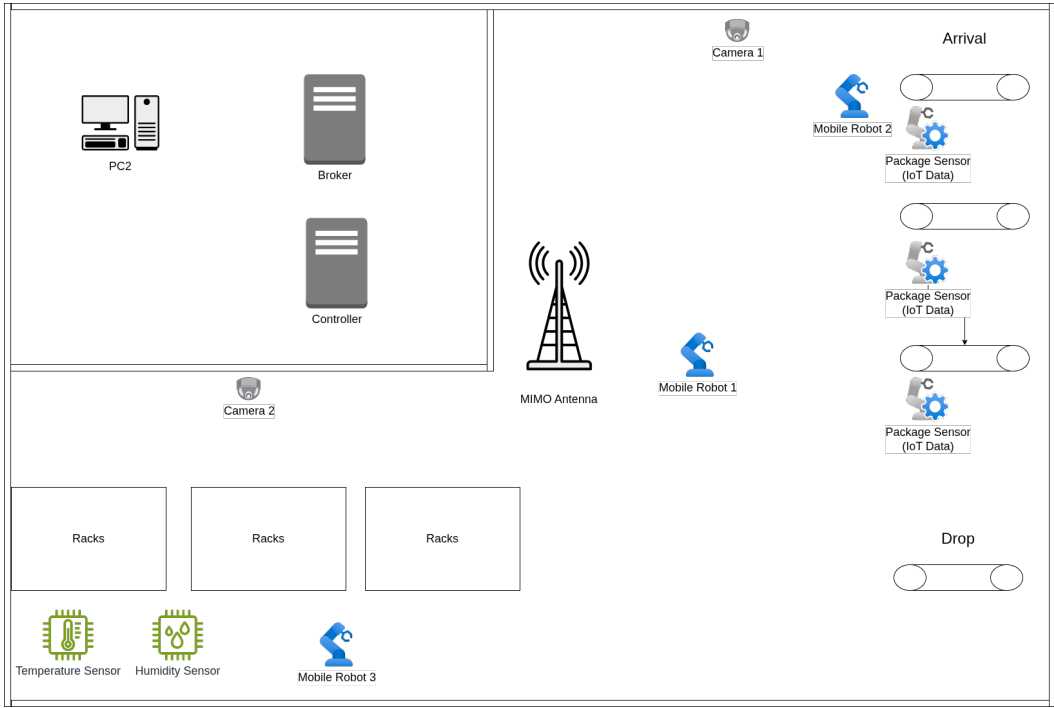 Camera 1
Arrival
Mobile Robot 2
PC2
Broker
Package Sensor
(IoT Data)
Package Sensor
(IoT Data)
Controller
Mobile Robot 1
MIMO Antenna
Camera 2
Package Sensor
(IoT Data)
Racks
Racks
Racks
Drop
Temperature Sensor
Humidity Sensor
Mobile Robot 3